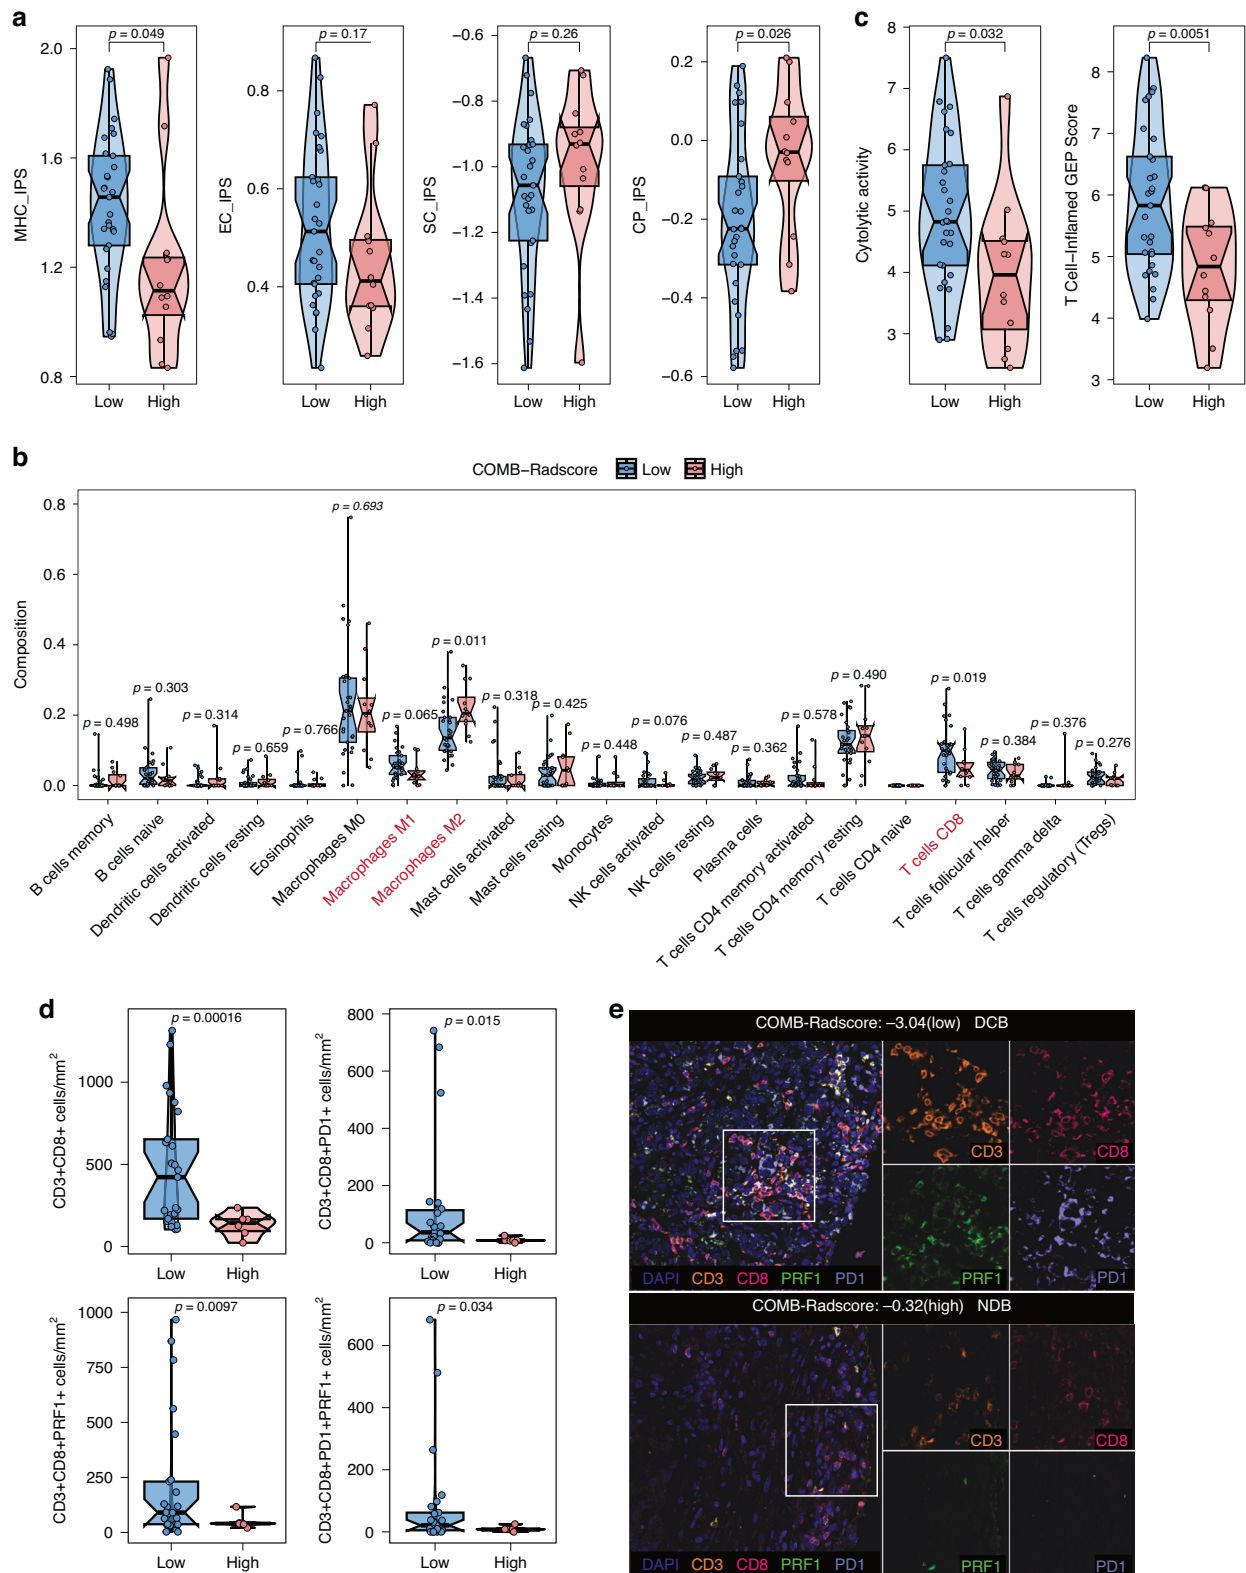 a
p = 0.049
MHC_IPS
2.0
1.6
1.2
0.8
Low
High
p = 0.17
EC_IPS
0.8
0.6
0.4
Low
High
p = 0.26
SC_IPS
−0.6
−0.8
−1.0
−1.2
−1.4
−1.6
Low
High
p = 0.026
CP_IPS
0.2
0.0
−0.2
−0.4
−0.6
Low
High
c
p = 0.032
Cytolytic activity
8
7
6
5
4
3
Low
High
p = 0.0051
T Cell−Inflamed GEP Score
8
7
6
5
4
3
Low
High
b
COMB−Radscore Low High
Composition
0.8
0.6
0.4
0.2
0.0
p = 0.498
p = 0.303
p = 0.314
p = 0.659
p = 0.766
p = 0.693
p = 0.065
p = 0.011
p = 0.318
p = 0.425
p = 0.448
p = 0.076
p = 0.487
p = 0.362
p = 0.578
p = 0.490
p = 0.019
p = 0.384
p = 0.376
p = 0.276
B cells memory
B cells naive
Dendritic cells activated
Dendritic cells resting
Eosinophils
Macrophages M0
Macrophages M1
Macrophages M2
Mast cells activated
Mast cells resting
Monocytes
NK cells activated
NK cells resting
Plasma cells
T cells CD4 memory activated
T cells CD4 memory resting
T cells CD4 naive
T cells CD8
T cells follicular helper
T cells gamma delta
T cells regulatory (Tregs)
d
p = 0.00016
CD3+CD8+ cells/mm²
1000
500
0
Low
High
p = 0.015
CD3+CD8+PD1+ cells/mm²
800
600
400
200
0
Low
High
p = 0.0097
CD3+CD8+PRF1+ cells/mm²
1000
750
500
250
0
Low
High
p = 0.034
CD3+CD8+PD1+PRF1+ cells/mm²
600
400
200
0
Low
High
e
COMB-Radscore: –3.04(low) DCB
DAPI CD3 CD8 PRF1 PD1
CD3
CD8
PRF1
PD1
COMB-Radscore: –0.32(high) NDB
DAPI CD3 CD8 PRF1 PD1
CD3
CD8
PRF1
PD1